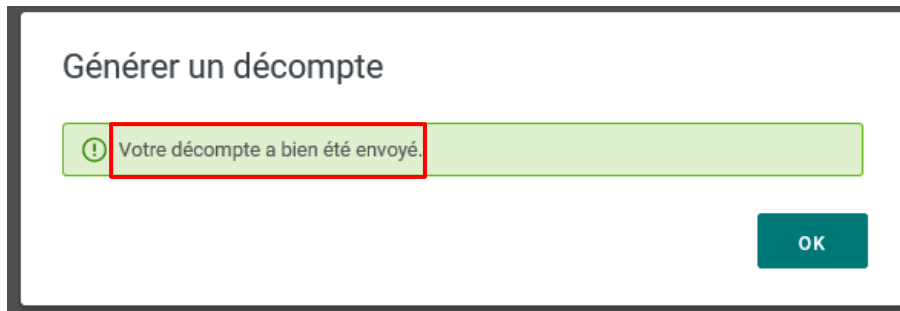 Générer un décompte
Votre décompte a bien été envoyé.
OK